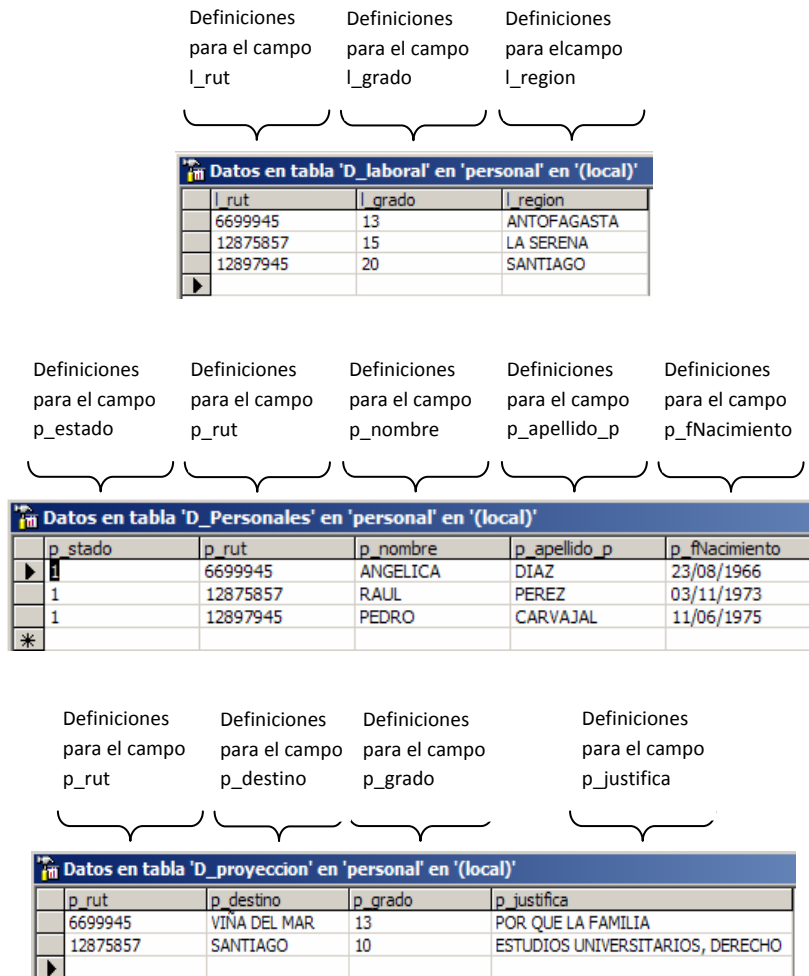 Definiciones para el campo l_rut
Definiciones para el campo l_grado
Definiciones para elcampo l_region
Datos en tabla 'D_laboral' en 'personal' en '(local)'
l_rut l_grado l_region
6699945 13 ANTOFAGASTA
12875857 15 LA SERENA
12897945 20 SANTIAGO
Definiciones para el campo p_estado
Definiciones para el campo p_rut
Definiciones para el campo p_nombre
Definiciones para el campo p_apellido_p
Definiciones para el campo p_fNacimiento
Datos en tabla 'D_Personales' en 'personal' en '(local)'
p_stado p_rut p_nombre p_apellido_p p_fNacimiento
1 6699945 ANGELICA DIAZ 23/08/1966
1 12875857 RAUL PEREZ 03/11/1973
1 12897945 PEDRO CARVAJAL 11/06/1975
Definiciones para el campo p_rut
Definiciones para el campo p_destino
Definiciones para el campo p_grado
Definiciones para el campo p_justifica
Datos en tabla 'D_proyeccion' en 'personal' en '(local)'
p_rut p_destino p_grado p_justifica
6699945 VIÑA DEL MAR 13 POR QUE LA FAMILIA
12875857 SANTIAGO 10 ESTUDIOS UNIVERSITARIOS, DERECHO